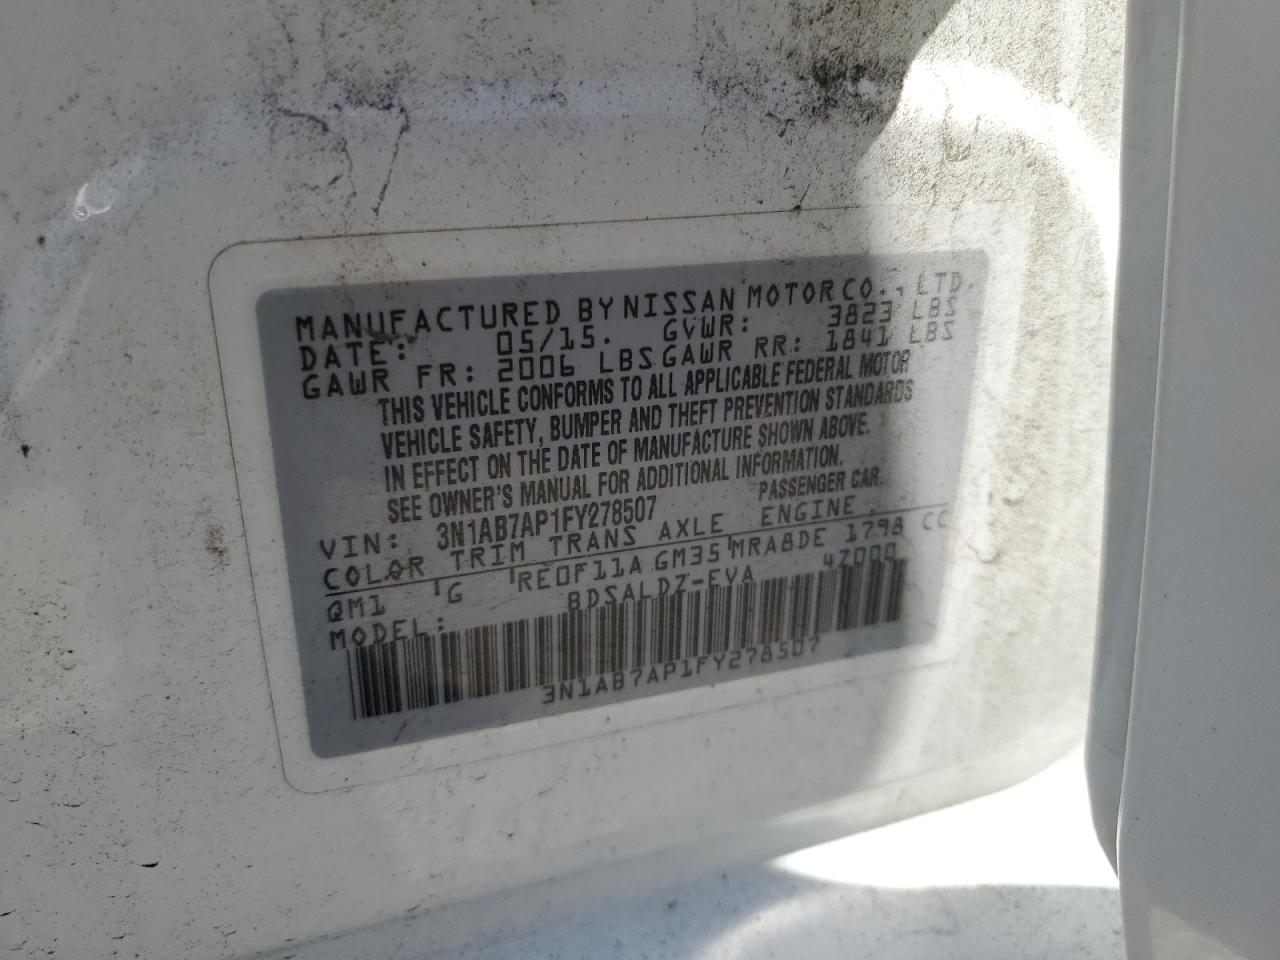 MANUFACTURED BY NISSAN MOTOR CO., LTD.
DATE: 05/15. GVWR: 3823 LBS
GAWR FR: 2006 LBS GAWR RR: 1841 LBS
THIS VEHICLE CONFORMS TO ALL APPLICABLE FEDERAL MOTOR
VEHICLE SAFETY, BUMPER AND THEFT PREVENTION STANDARDS
IN EFFECT ON THE DATE OF MANUFACTURE SHOWN ABOVE.
SEE OWNER'S MANUAL FOR ADDITIONAL INFORMATION.
VIN: 3N1AB7AP1FY278507 PASSENGER CAR.
COLOR TRIM TRANS AXLE ENGINE
QM1 G RE0F11A GM35 MRA8DE 1798 CC
MODEL: BDSALDZ-EVA 4Z000
3N1AB7AP1FY278507